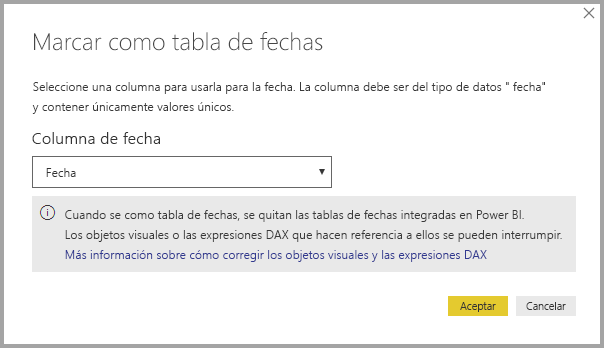 Marcar como tabla de fechas
Seleccione una columna para usarla para la fecha. La columna debe ser del tipo de datos " fecha"
y contener únicamente valores únicos.
Columna de fecha
Fecha
Cuando se como tabla de fechas, se quitan las tablas de fechas integradas en Power BI.
Los objetos visuales o las expresiones DAX que hacen referencia a ellos se pueden interrumpir.
Más información sobre cómo corregir los objetos visuales y las expresiones DAX
Aceptar Cancelar